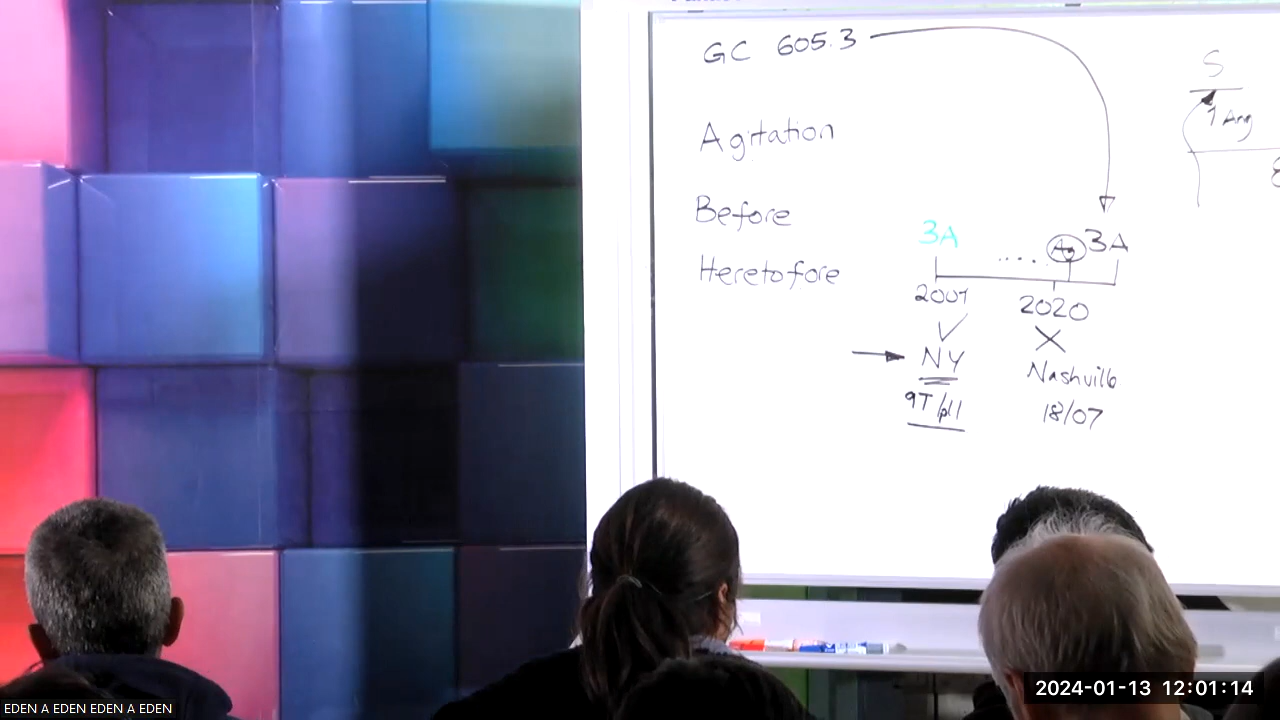 GC 605.3
Agitation
Before
Heretofore
3A
..... Ag 3A
2001
2020
NY
Nashville
9T/p11
18/07
S
1 Ang
2024-01-13 12:01:14
EDEN A EDEN EDEN A EDEN